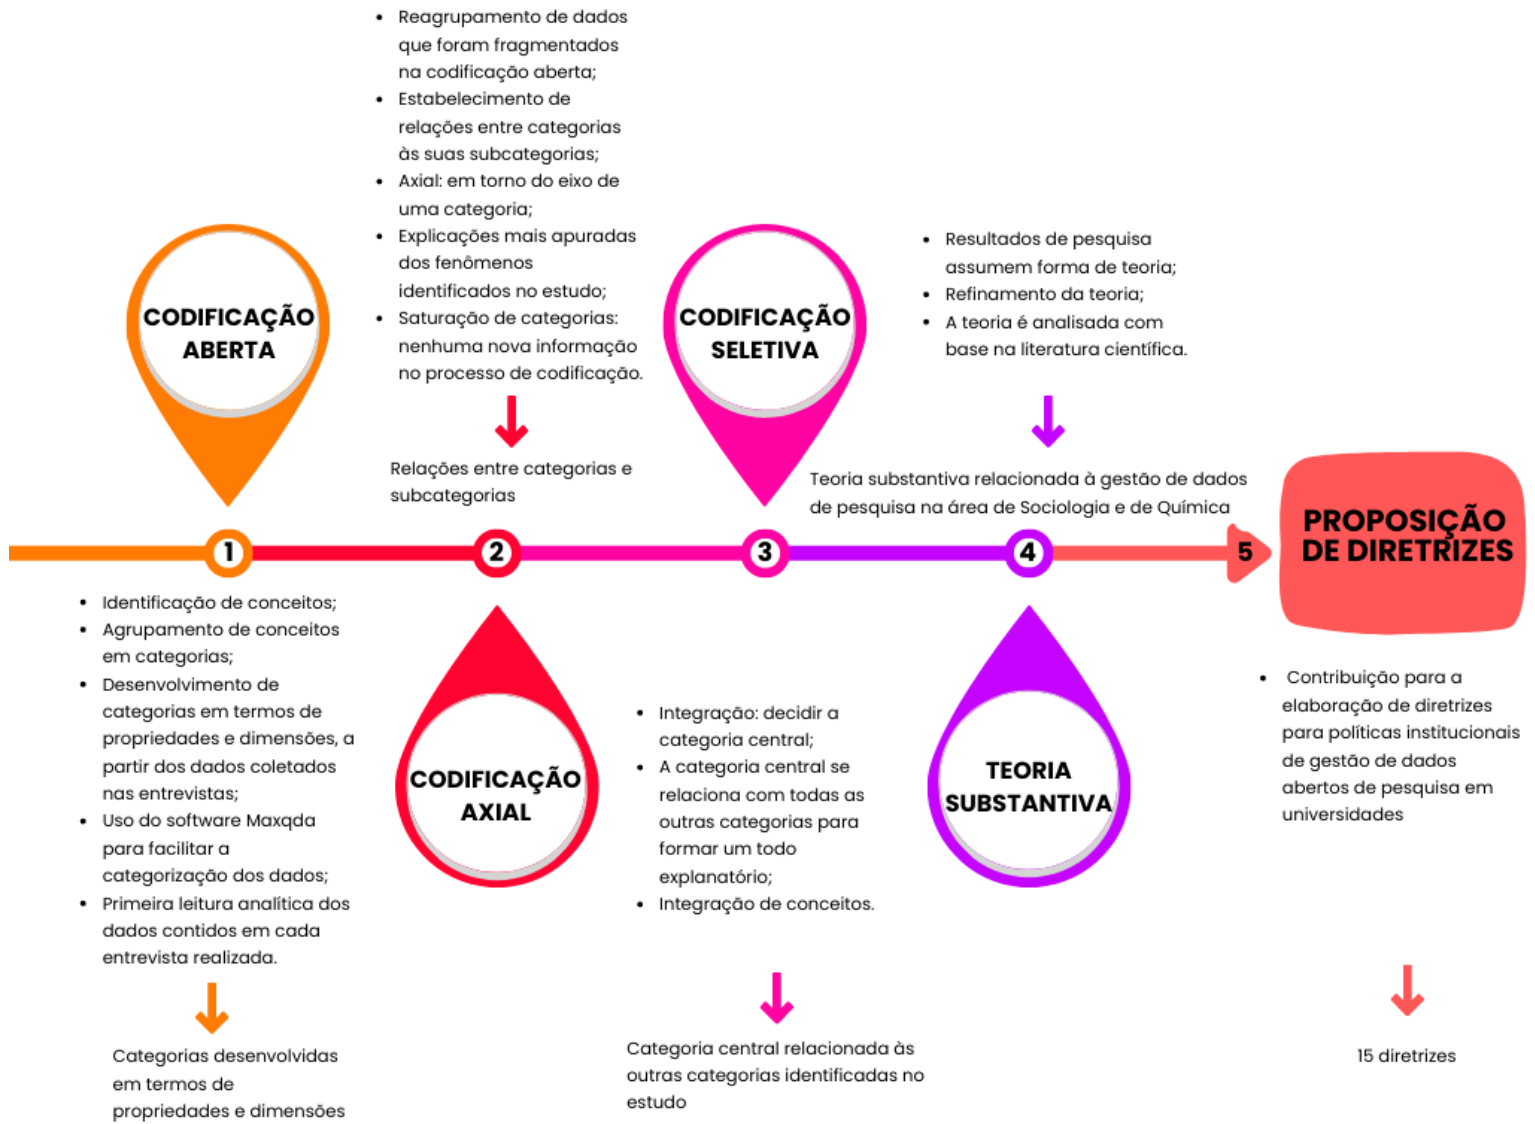 CODIFICAÇÃO
ABERTA
1
• Identificação de conceitos;
• Agrupamento de conceitos
em categorias;
• Desenvolvimento de
categorias em termos de
propriedades e dimensões, a
partir dos dados coletados
nas entrevistas;
• Uso do software Maxqda
para facilitar a
categorização dos dados;
• Primeira leitura analítica dos
dados contidos em cada
entrevista realizada.
Categorias desenvolvidas
em termos de
propriedades e dimensões
• Reagrupamento de dados
que foram fragmentados
na codificação aberta;
• Estabelecimento de
relações entre categorias
às suas subcategorias;
• Axial: em torno do eixo de
uma categoria;
• Explicações mais apuradas
dos fenômenos
identificados no estudo;
• Saturação de categorias:
nenhuma nova informação
no processo de codificação.
Relações entre categorias e
subcategorias
2
CODIFICAÇÃO
AXIAL
CODIFICAÇÃO
SELETIVA
3
• Integração: decidir a
categoria central;
• A categoria central se
relaciona com todas as
outras categorias para
formar um todo
explanatório;
• Integração de conceitos.
Categoria central relacionada às
outras categorias identificadas no
estudo
• Resultados de pesquisa
assumem forma de teoria;
• Refinamento da teoria;
• A teoria é analisada com
base na literatura científica.
Teoria substantiva relacionada à gestão de dados
de pesquisa na área de Sociologia e de Química
4
TEORIA
SUBSTANTIVA
5
PROPOSIÇÃO
DE DIRETRIZES
• Contribuição para a
elaboração de diretrizes
para políticas institucionais
de gestão de dados
abertos de pesquisa em
universidades
15 diretrizes